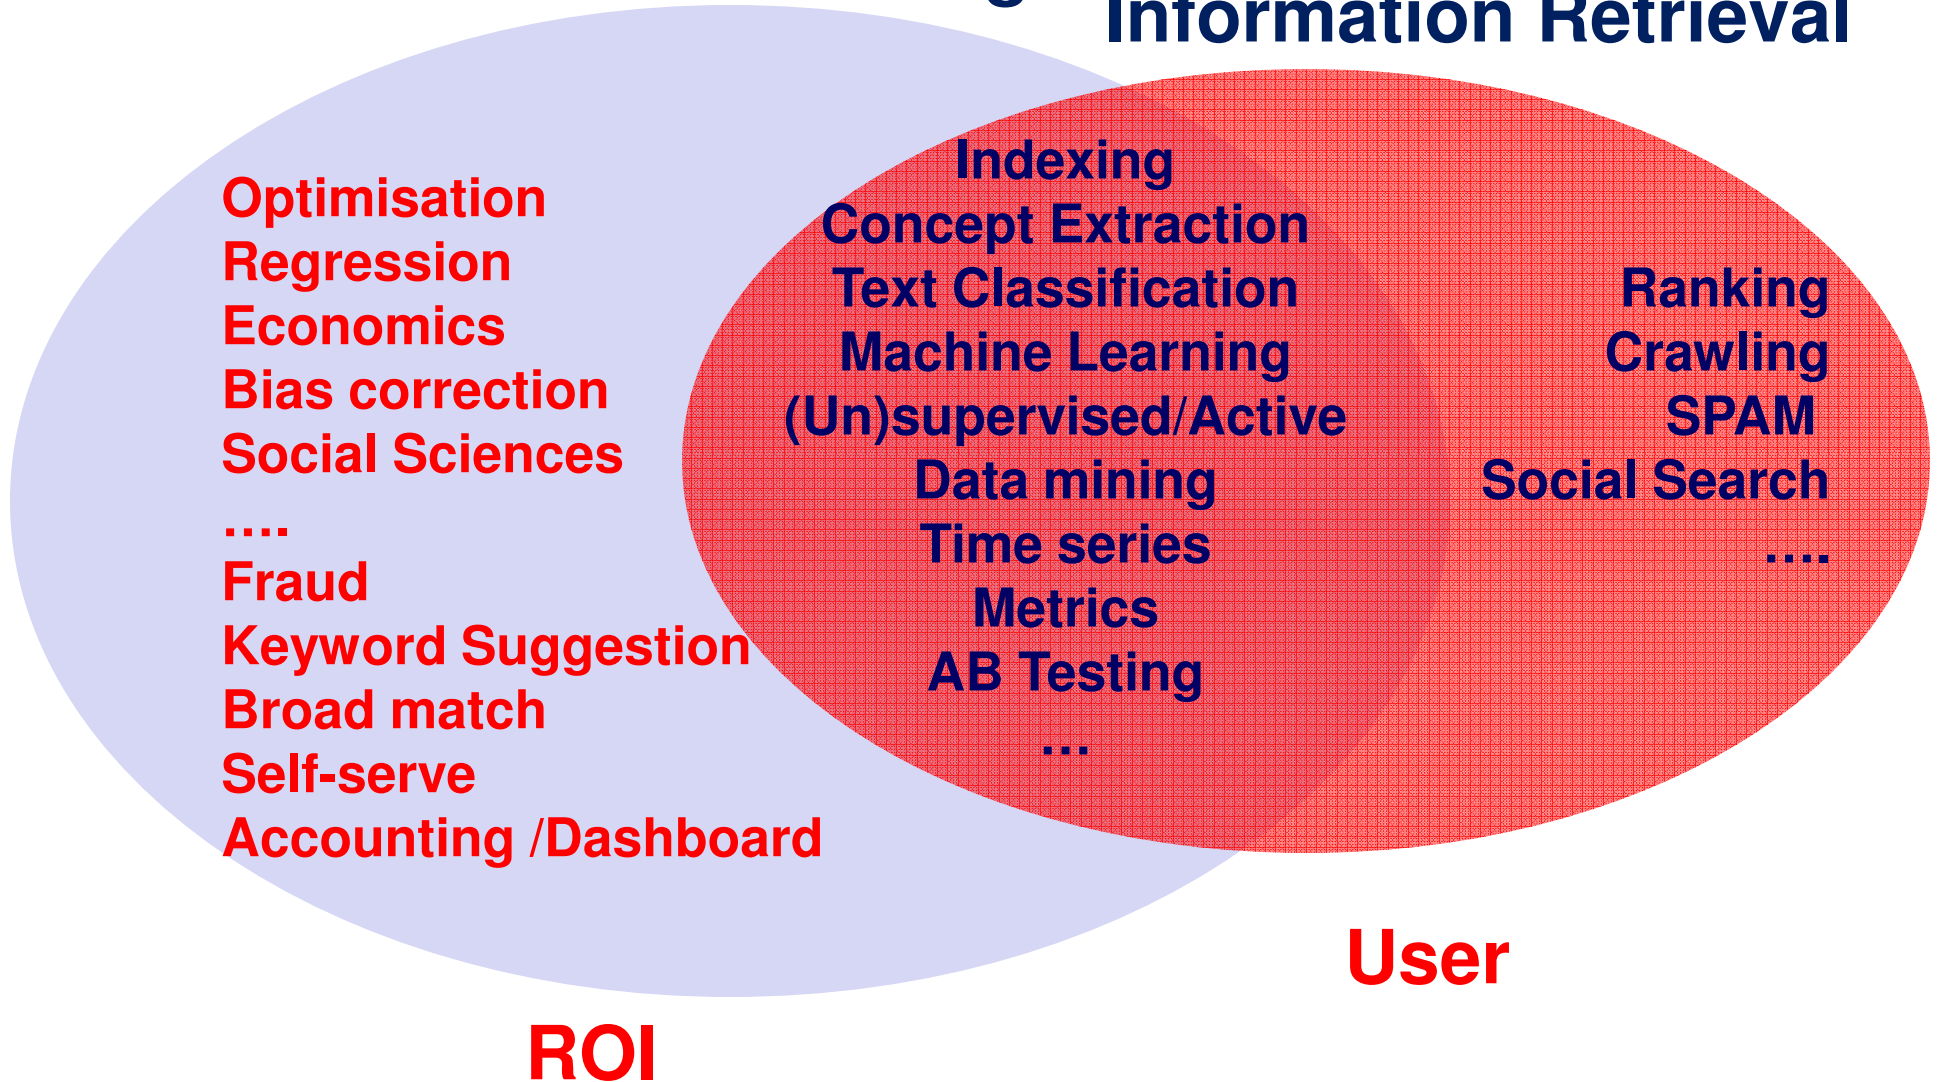 Information Retrieval
Optimisation
Regression
Economics
Bias correction
Social Sciences
....
Fraud
Keyword Suggestion
Broad match
Self-serve
Accounting /Dashboard
Indexing
Concept Extraction
Text Classification
Machine Learning
(Un)supervised/Active
Data mining
Time series
Metrics
AB Testing
...
Ranking
Crawling
SPAM
Social Search
....
User
ROI